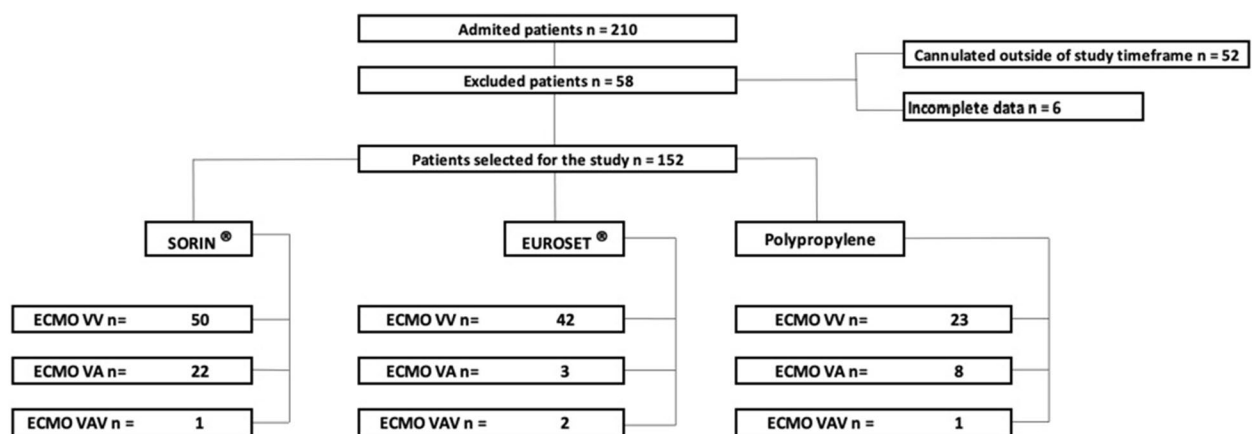 Admited patients n = 210
Excluded patients n = 58
Cannulated outside of study timeframe n = 52
Incomplete data n = 6
Patients selected for the study n = 152
SORIN ®
EUROSET ®
Polypropylene
ECMO VV n= 50
ECMO VV n= 42
ECMO VV n= 23
ECMO VA n= 22
ECMO VA n= 3
ECMO VA n= 8
ECMO VAV n = 1
ECMO VAV n = 2
ECMO VAV n = 1